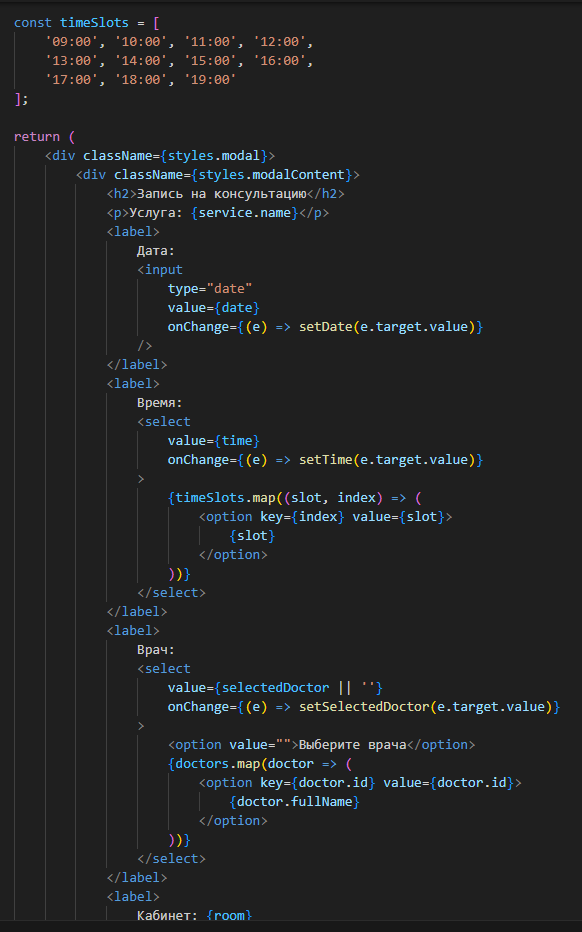 const timeSlots = [
    '09:00', '10:00', '11:00', '12:00',
    '13:00', '14:00', '15:00', '16:00',
    '17:00', '18:00', '19:00'
];

return (
    <div className={styles.modal}>
        <div className={styles.modalContent}>
            <h2>Запись на консультацию</h2>
            <p>Услуга: {service.name}</p>
            <label>
                Дата:
                <input
                    type="date"
                    value={date}
                    onChange={(e) => setDate(e.target.value)}
                />
            </label>
            <label>
                Время:
                <select
                    value={time}
                    onChange={(e) => setTime(e.target.value)}
                >
                    {timeSlots.map((slot, index) => (
                        <option key={index} value={slot}>
                            {slot}
                        </option>
                    ))}
                </select>
            </label>
            <label>
                Врач:
                <select
                    value={selectedDoctor || ''}
                    onChange={(e) => setSelectedDoctor(e.target.value)}
                >
                    <option value="">Выберите врача</option>
                    {doctors.map(doctor => (
                        <option key={doctor.id} value={doctor.id}>
                            {doctor.fullName}
                        </option>
                    ))}
                </select>
            </label>
            <label>
                Кабинет: {room}